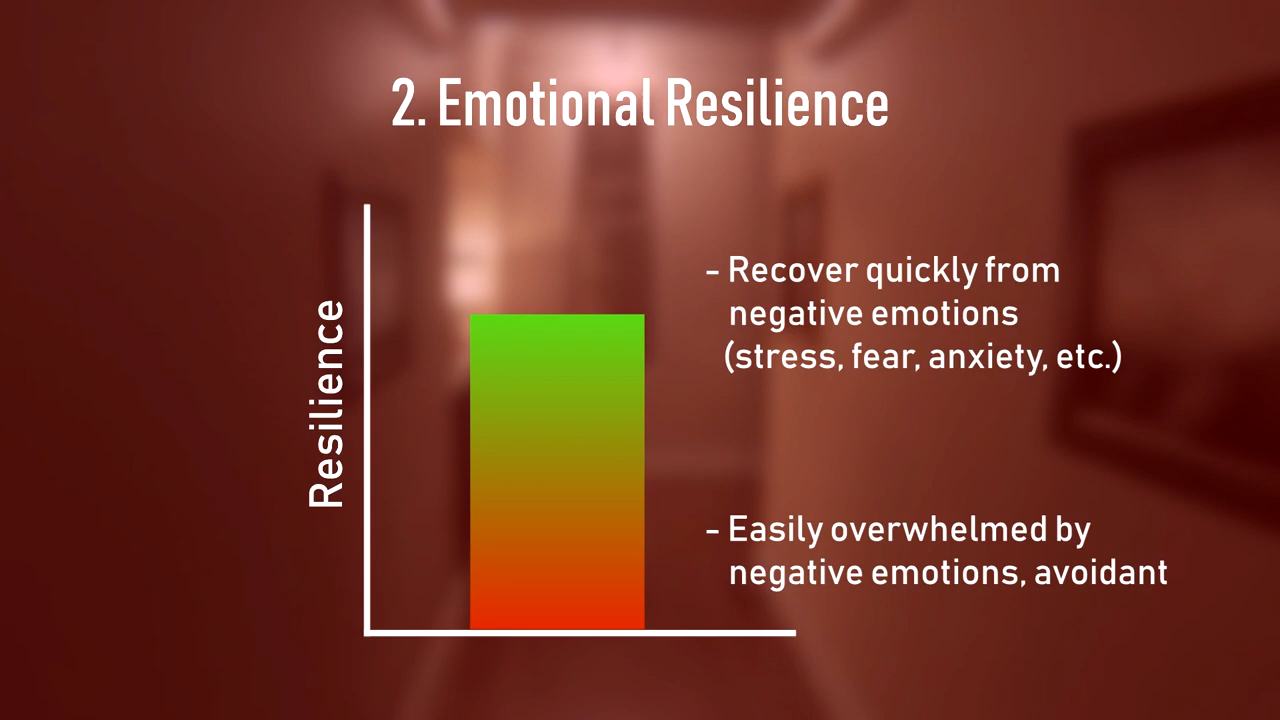 2. Emotional Resilience
Resilience
- Recover quickly from
negative emotions
(stress, fear, anxiety, etc.)
- Easily overwhelmed by
negative emotions, avoidant